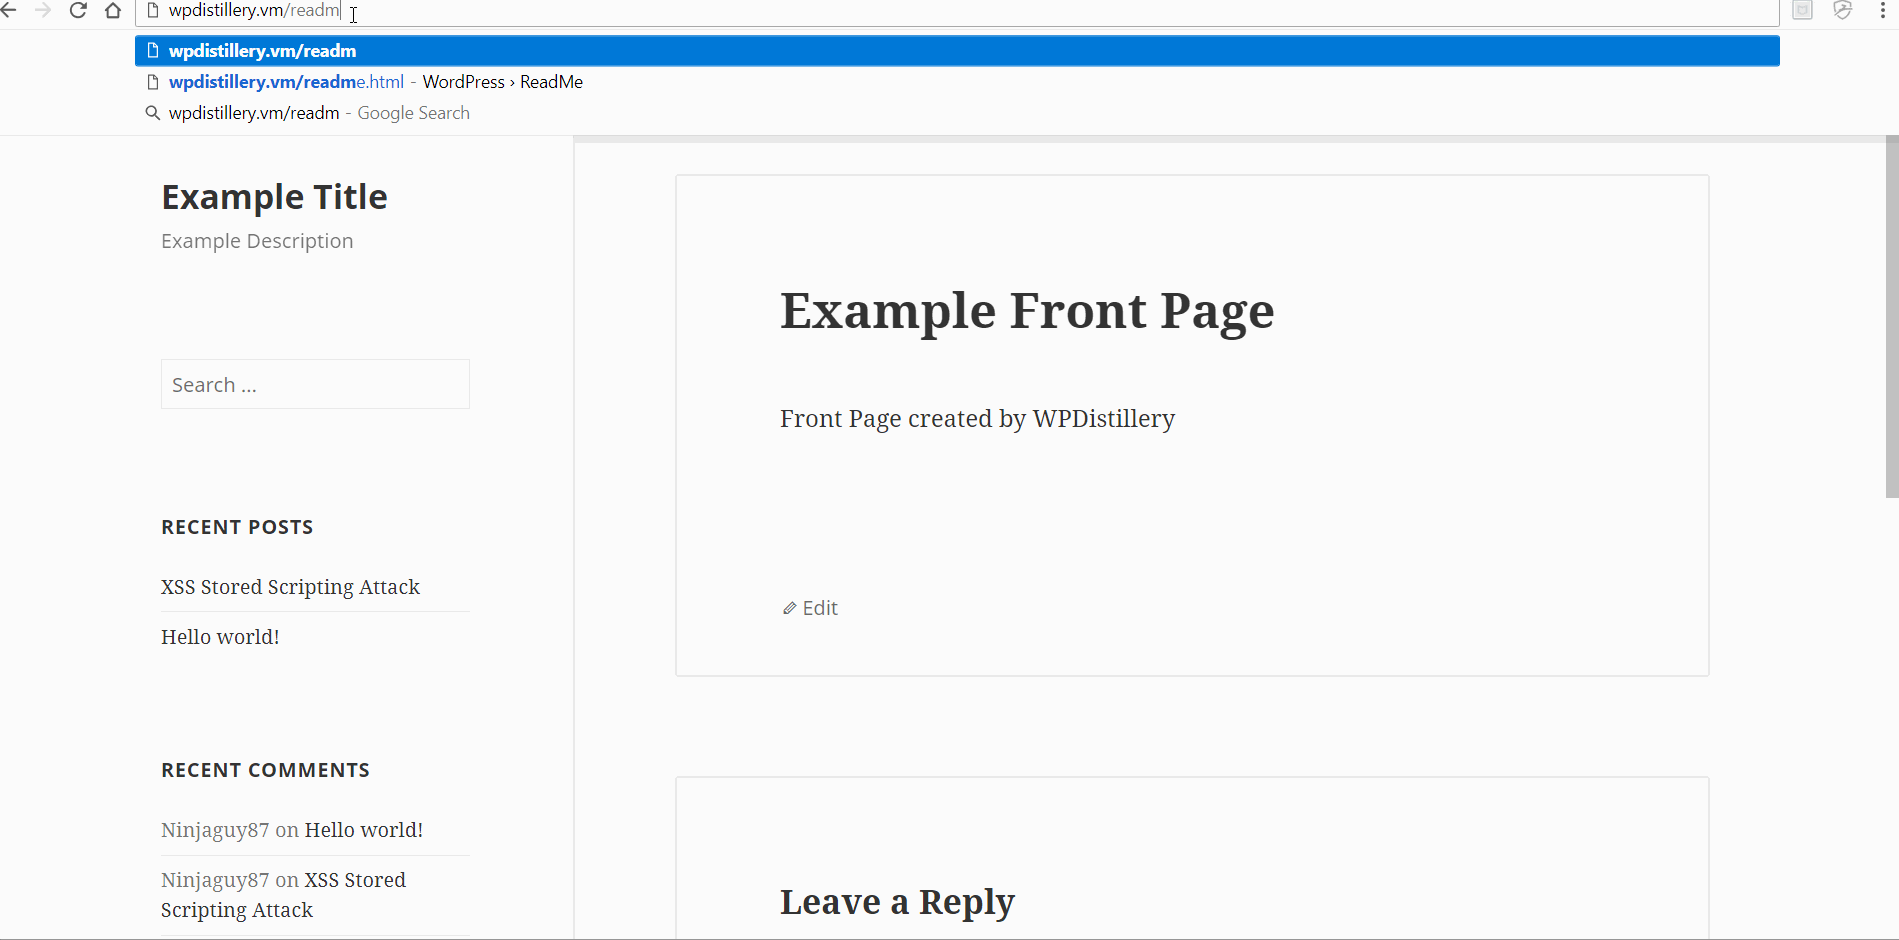 wpdistillery.vm/readm
wpdistillery.vm/readm
wpdistillery.vm/readme.html - WordPress › ReadMe
wpdistillery.vm/readm - Google Search
Example Title
Example Description
Search ...
RECENT POSTS
XSS Stored Scripting Attack
Hello world!
RECENT COMMENTS
Ninjaguy87 on Hello world!
Ninjaguy87 on XSS Stored
Scripting Attack
Example Front Page
Front Page created by WPDistillery
Edit
Leave a Reply